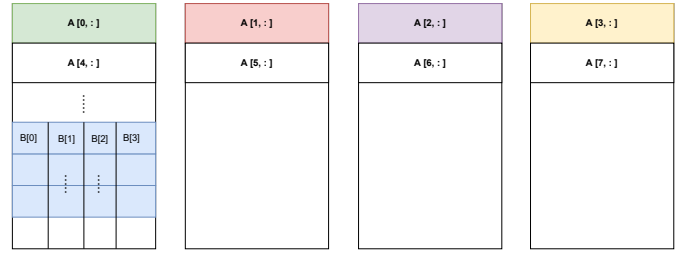 A [0, : ] A [1, : ] A [2, : ] A [3, : ]
A [4, : ] A [5, : ] A [6, : ] A [7, : ]
B[0] B[1] B[2] B[3]